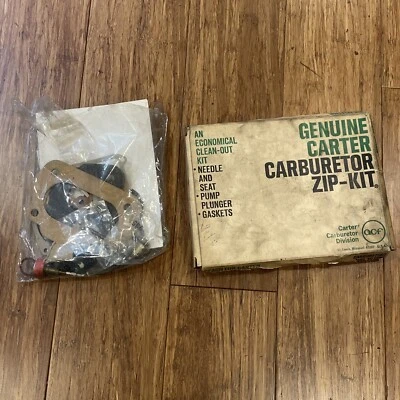 AN
ECONOMICAL
CLEAN-OUT
KIT
• NEEDLE
AND
SEAT
• PUMP
PLUNGER
• GASKETS
GENUINE
CARTER
CARBURETOR
ZIP-KIT®
Carter®
Carburetor
Division
acf